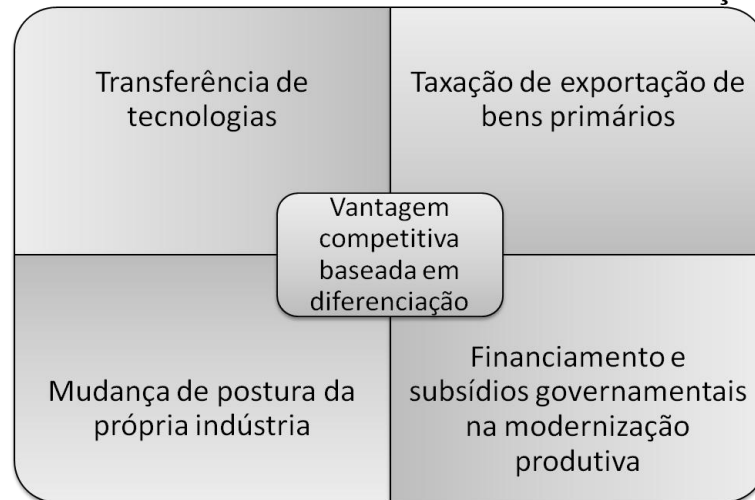 Transferência de
tecnologias
Taxação de exportação de
bens primários
Vantagem
competitiva
baseada em
diferenciação
Mudança de postura da
própria indústria
Financiamento e
subsídios governamentais
na modernização
produtiva